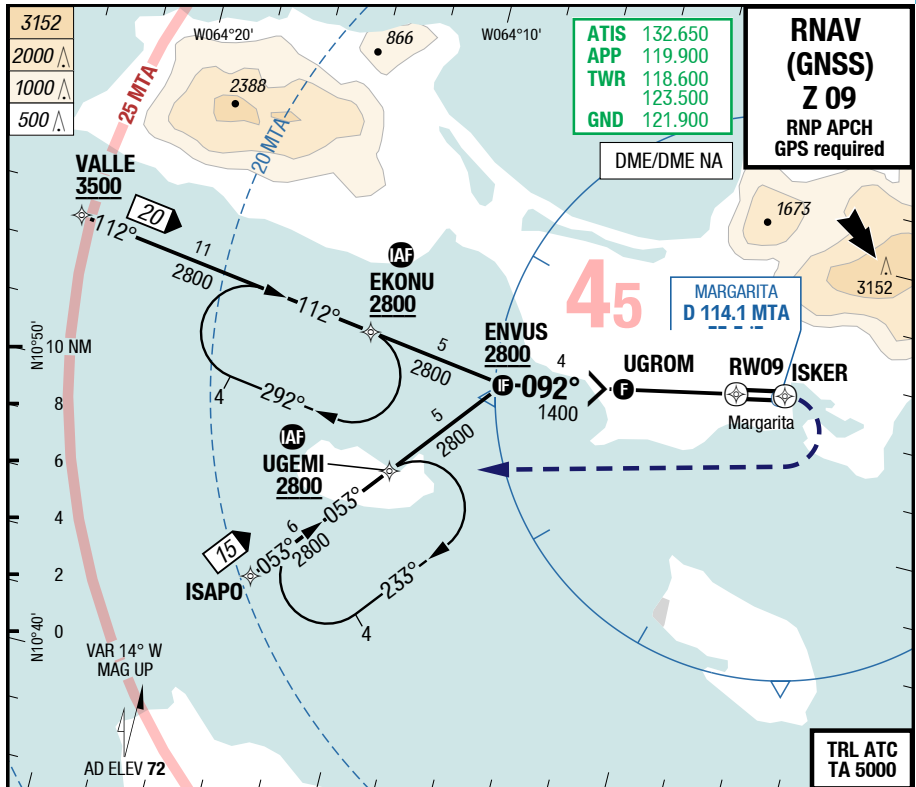 3152
2000
1000
500
25 MTA
20 MTA
W064°20'
W064°10'
866
2388
ATIS 132.650
APP 119.900
TWR 118.600
123.500
GND 121.900
RNAV
(GNSS)
Z 09
RNP APCH
GPS required
DME/DME NA
VALLE
3500
20
112°
11
2800
IAF
EKONU
2800
112°
5
2800
292°
4
ENVUS
2800
IF
092°
4
1400
45
1673
3152
MARGARITA
D 114.1 MTA
F
UGROM
RW09
ISKER
Margarita
IAF
UGEMI
2800
5
2800
053°
6
053°
2800
15
ISAPO
233°
4
N10°50'
10 NM
8
6
4
2
0
N10°40'
VAR 14° W
MAG UP
AD ELEV 72
TRL ATC
TA 5000